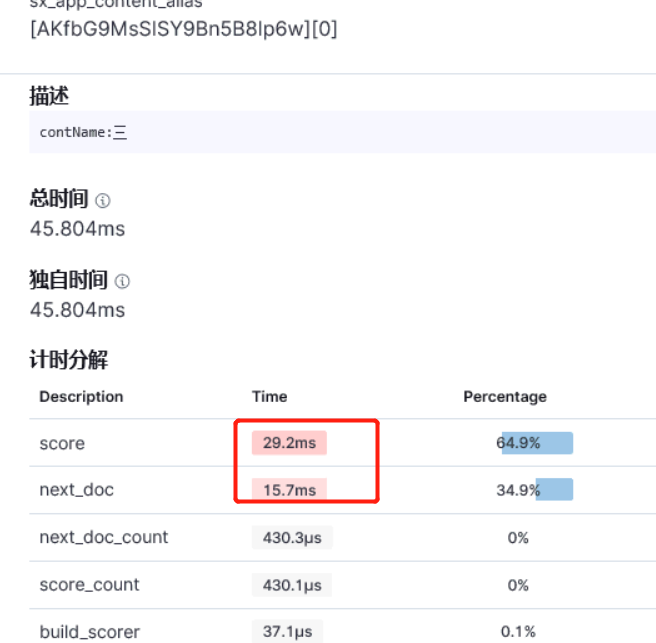 sx_app_content_alias
[AKfbG9MsSlSY9Bn5B8lp6w][0]
描述
contName:三
总时间
45.804ms
独自时间
45.804ms
计时分解
Description Time Percentage
score 29.2ms 64.9%
next_doc 15.7ms 34.9%
next_doc_count 430.3μs 0%
score_count 430.1μs 0%
build_scorer 37.1μs 0.1%